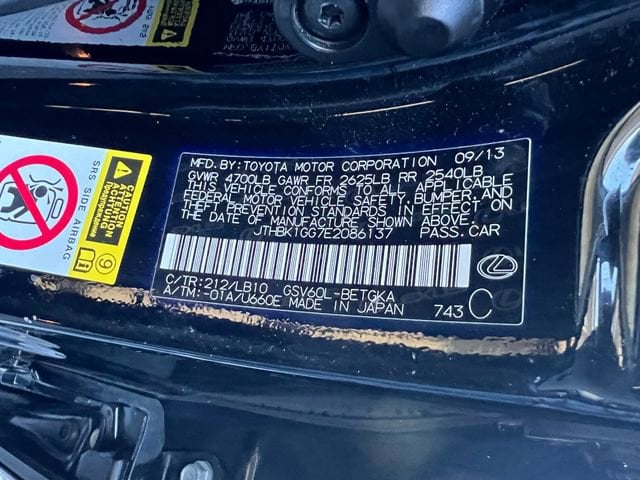 MFD.BY:TOYOTA MOTOR CORPORATION 09/13
GVWR 4700LB GAWR FR 2625LB RR 2540LB
THIS VEHICLE CONFORMS TO ALL APPLICABLE
FEDERAL MOTOR VEHICLE SAFETY,BUMPER,AND
THEFT PREVENTION STANDARDS IN EFFECT ON
THE DATE OF MANUFACTURE SHOWN ABOVE.
JTHBK1GG7E2086137 PASS.CAR
C/TR:212/LB10 GSV60L-BETGKA
A/TM:-01A/U660E MADE IN JAPAN 743 C
SRS SIDE AIRBAG
CAUTION
ACHTUNG
9